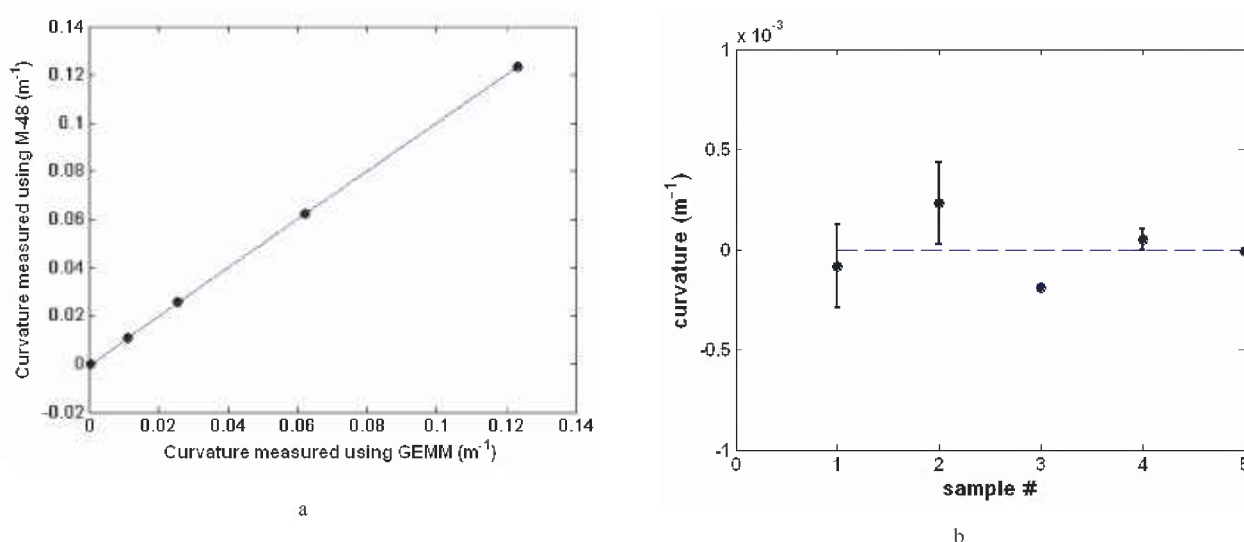 0.14
0.12
0.1
0.08
0.06
0.04
0.02
0
-0.02
Curvature measured using M-48 (m⁻¹)
0 0.02 0.04 0.06 0.08 0.1 0.12 0.14
Curvature measured using GEMM (m⁻¹)
a
x 10⁻³
1
0.5
0
-0.5
-1
curvature (m⁻¹)
0 1 2 3 4 5
sample #
b